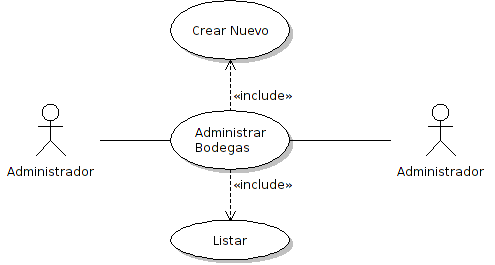 Crear Nuevo
«include»
Administrar
Bodegas
Administrador
Administrador
«include»
Listar